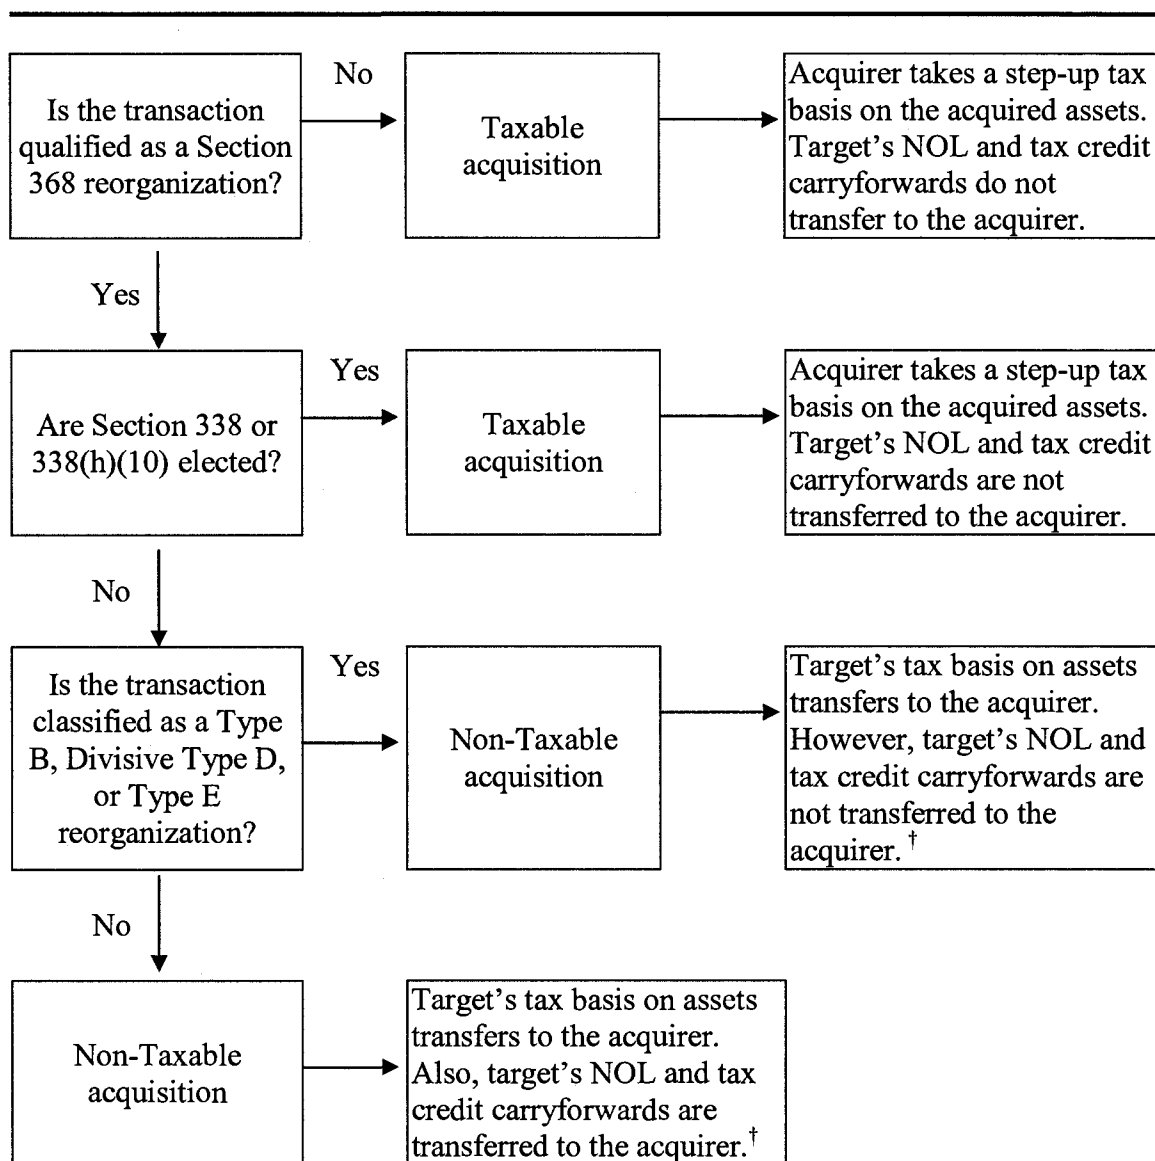 Is the transaction
qualified as a Section
368 reorganization?
No
Taxable
acquisition
Acquirer takes a step-up tax
basis on the acquired assets.
Target’s NOL and tax credit
carryforwards do not
transfer to the acquirer.
Yes
Are Section 338 or
338(h)(10) elected?
Yes
Taxable
acquisition
Acquirer takes a step-up tax
basis on the acquired assets.
Target’s NOL and tax credit
carryforwards are not
transferred to the acquirer.
No
Is the transaction
classified as a Type
B, Divisive Type D,
or Type E
reorganization?
Yes
Non-Taxable
acquisition
Target’s tax basis on assets
transfers to the acquirer.
However, target’s NOL and
tax credit carryforwards are
not transferred to the
acquirer. †
No
Non-Taxable
acquisition
Target’s tax basis on assets
transfers to the acquirer.
Also, target’s NOL and tax
credit carryforwards are
transferred to the acquirer.†